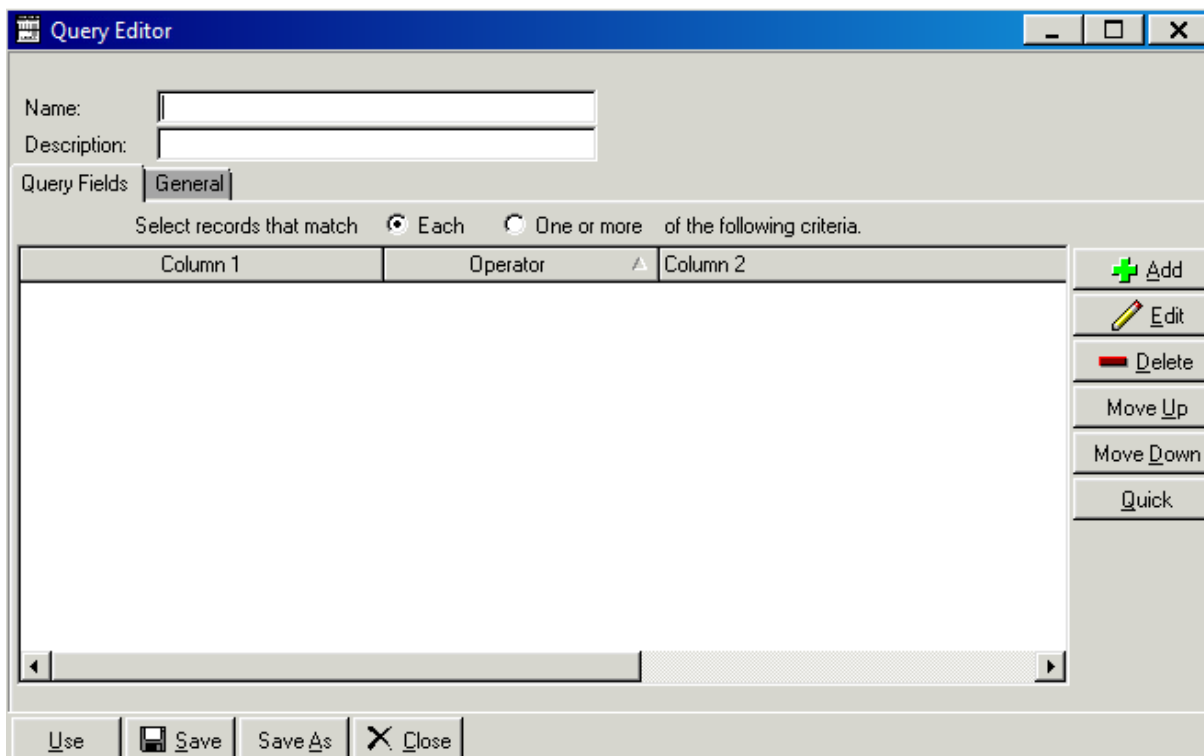 Query Editor
Name:
Description:
Query Fields General
Select records that match Each One or more of the following criteria.
Column 1 Operator Column 2
Add
Edit
Delete
Move Up
Move Down
Quick
Use Save Save As Close